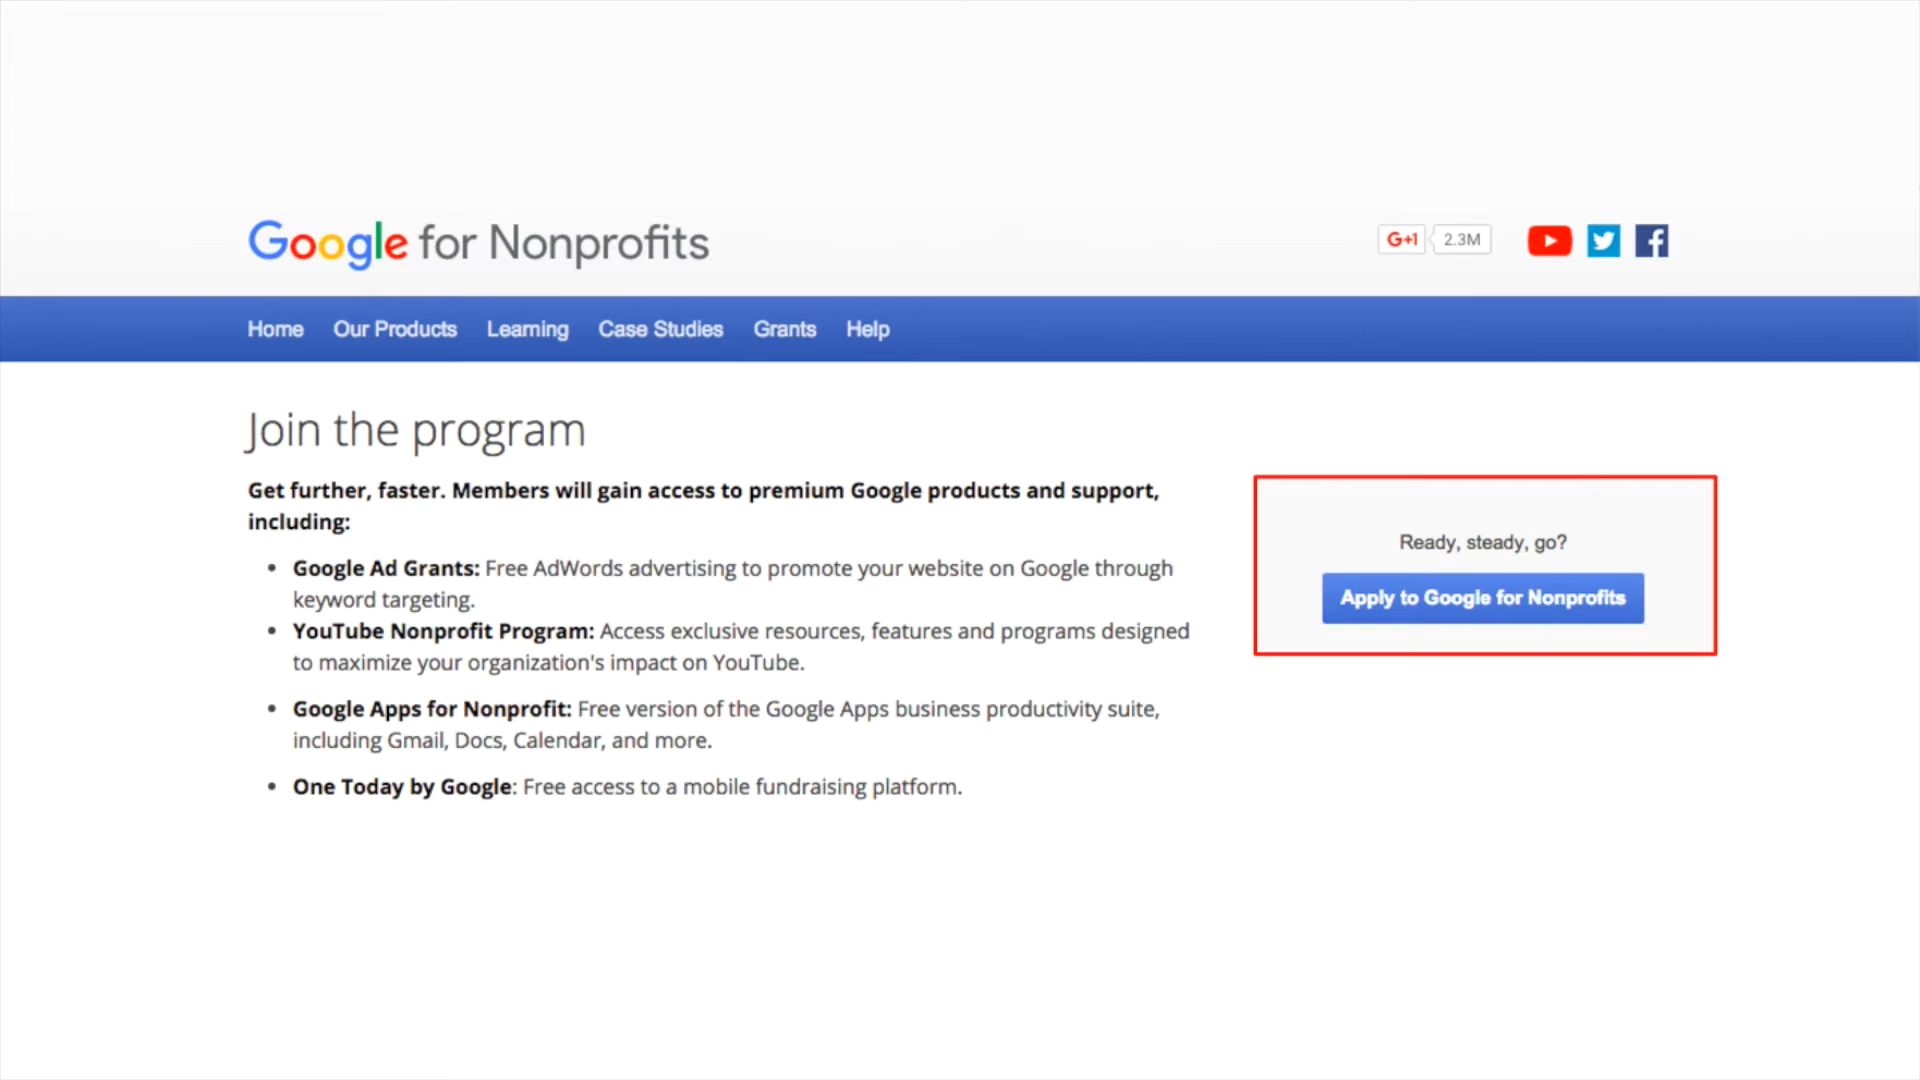 Google for Nonprofits
G+1 2.3M
Home Our Products Learning Case Studies Grants Help
Join the program
Get further, faster. Members will gain access to premium Google products and support,
including:
• Google Ad Grants: Free AdWords advertising to promote your website on Google through
keyword targeting.
• YouTube Nonprofit Program: Access exclusive resources, features and programs designed
to maximize your organization's impact on YouTube.
• Google Apps for Nonprofit: Free version of the Google Apps business productivity suite,
including Gmail, Docs, Calendar, and more.
• One Today by Google: Free access to a mobile fundraising platform.
Ready, steady, go?
Apply to Google for Nonprofits